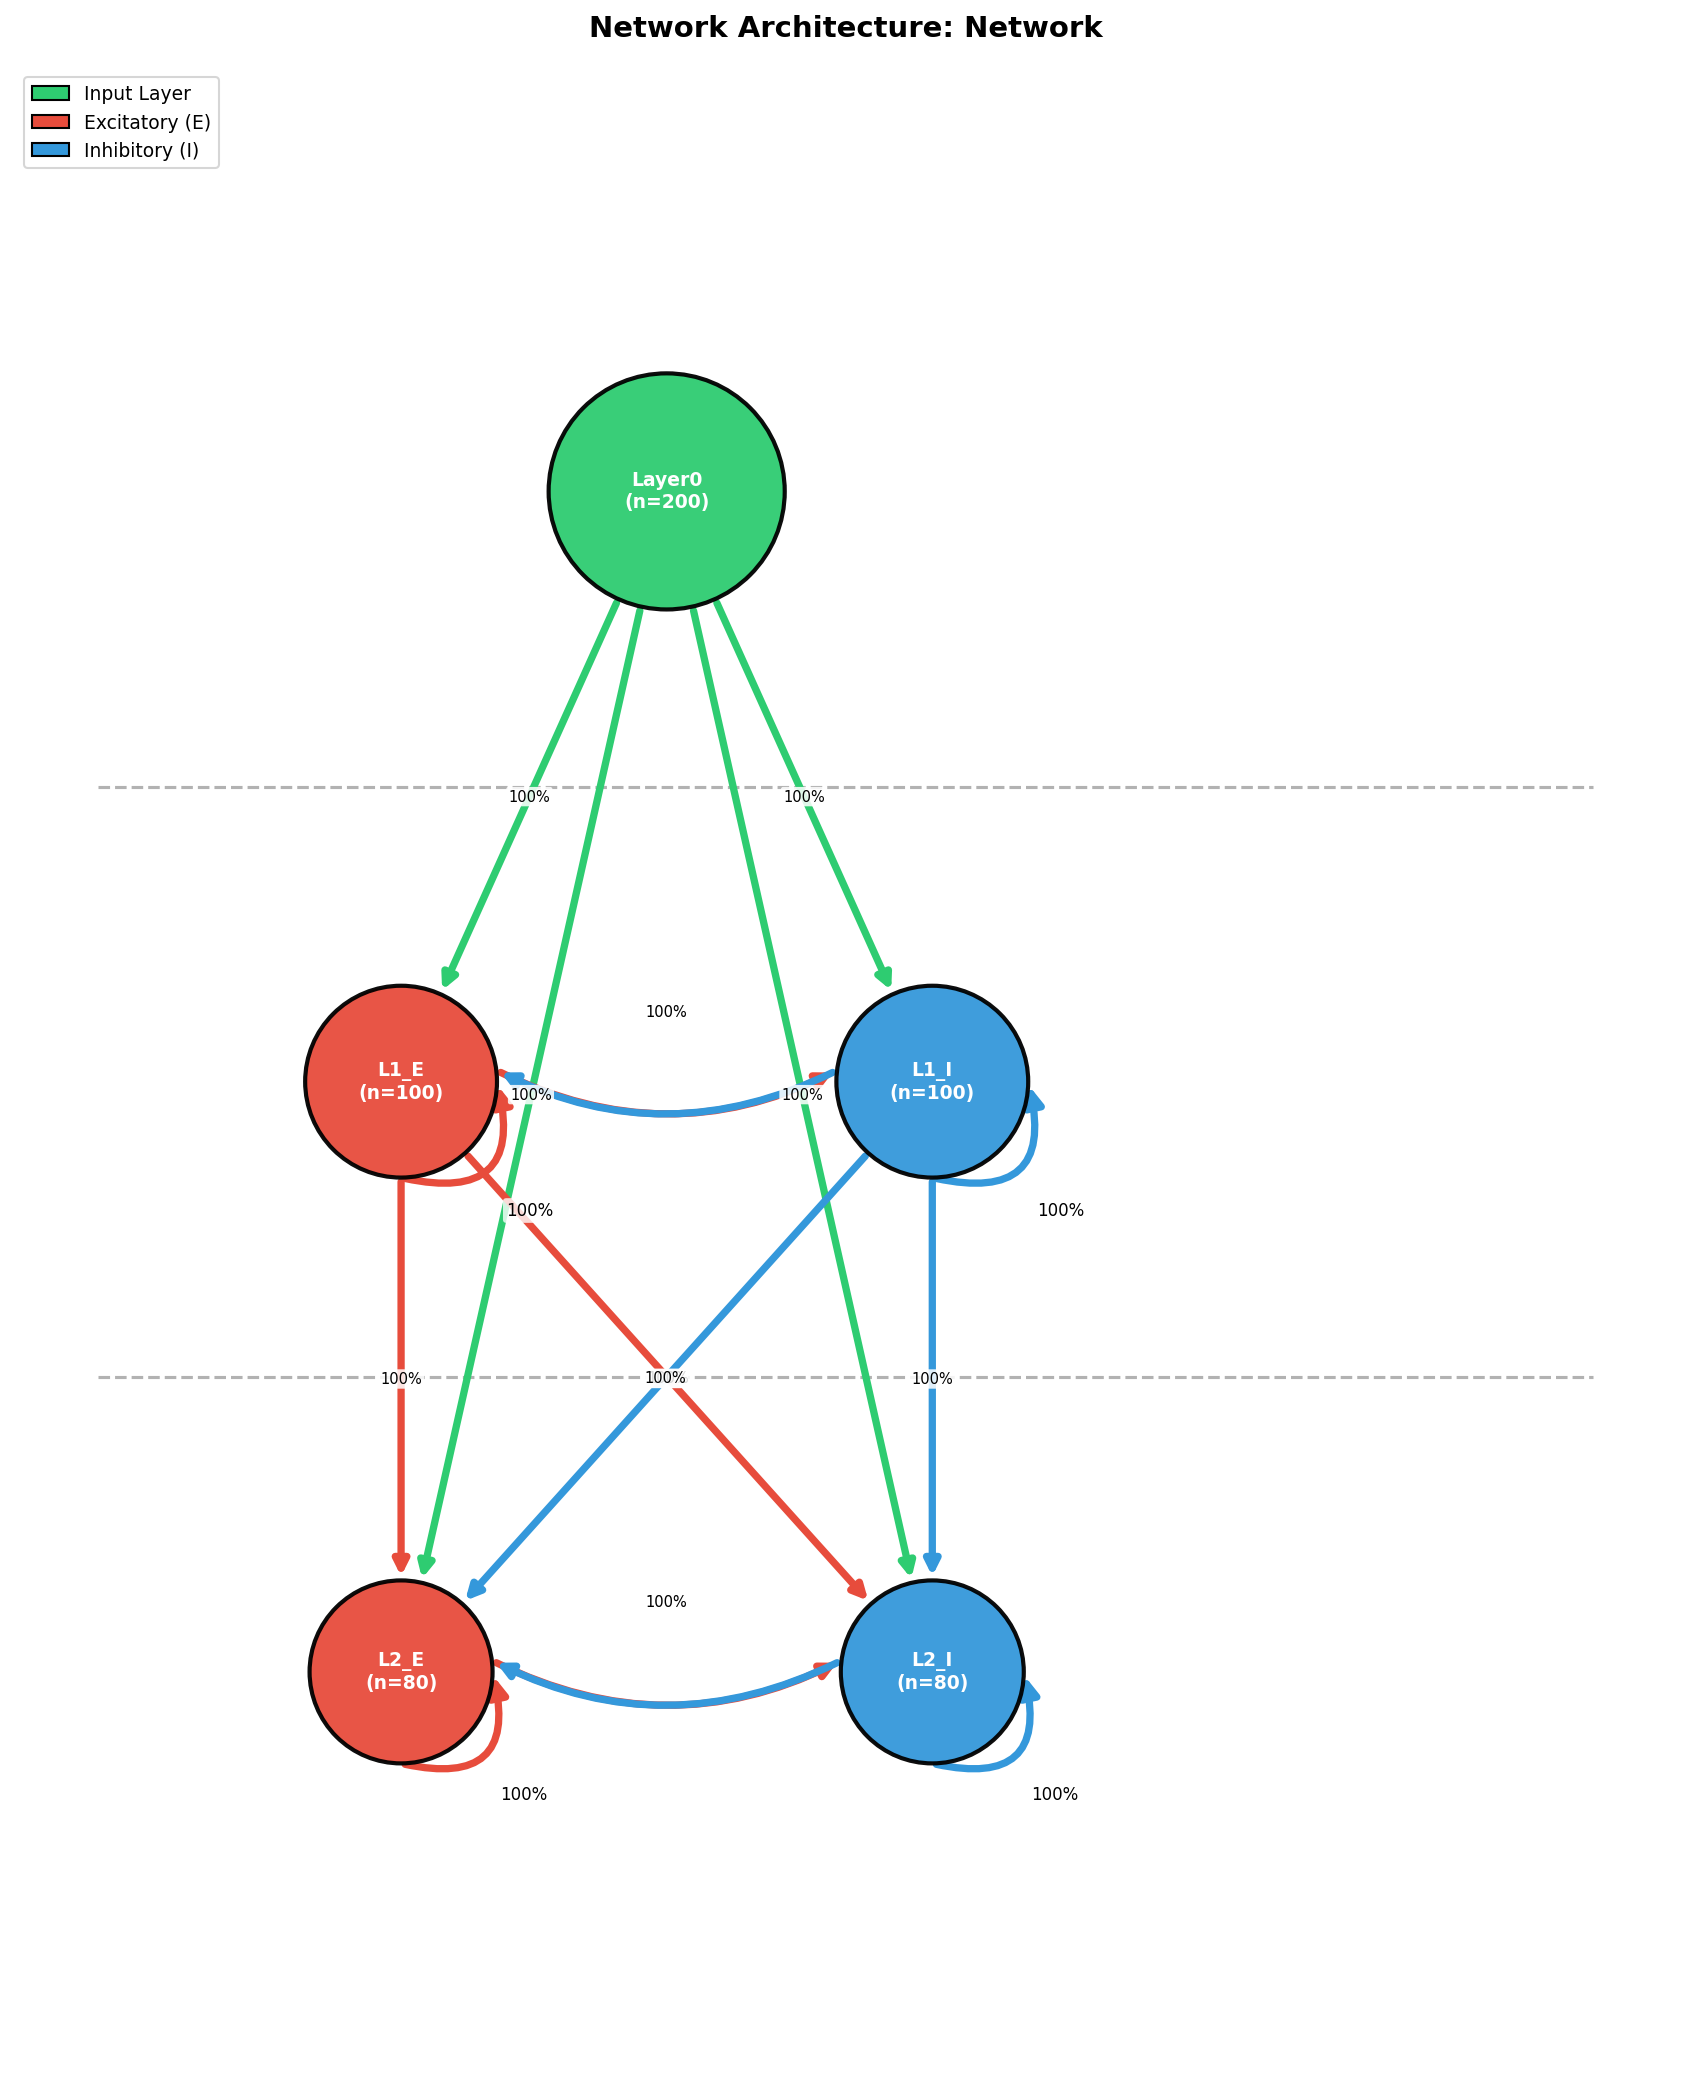 Network Architecture: Network
Input Layer
Excitatory (E)
Inhibitory (I)
Layer0
(n=200)
100%
100%
100%
L1_E
(n=100)
L1_I
(n=100)
100%
100%
100%
100%
100%
100%
100%
100%
L2_E
(n=80)
L2_I
(n=80)
100%
100%